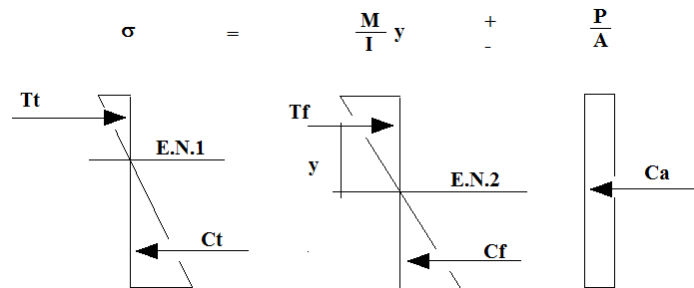 σ = M/I y + - P/A
Tt
Tf
E.N.1
y
E.N.2
Ca
Ct
Cf